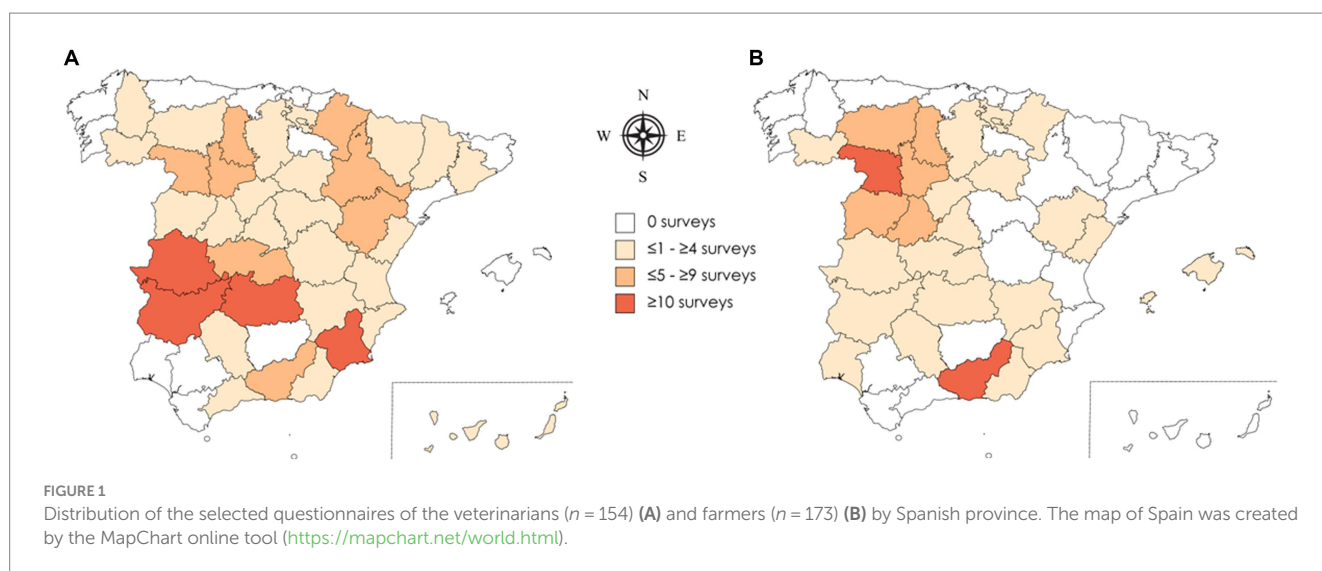 A
B
N
W E
S
0 surveys
≤1 - ≥4 surveys
≤5 - ≥9 surveys
≥10 surveys
FIGURE 1
Distribution of the selected questionnaires of the veterinarians (n = 154) (A) and farmers (n = 173) (B) by Spanish province. The map of Spain was created
by the MapChart online tool (https://mapchart.net/world.html).